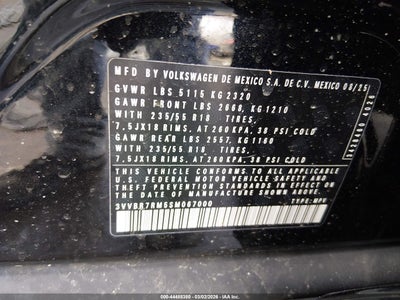 MFD BY VOLKSWAGEN DE MEXICO S.A. DE C.V. MEXICO 08/25
GVWR LBS 5115 KG 2320
GAWR FRONT LBS 2668, KG 1210
WITH 235/55 R18 TIRES,
7,5JX18 RIMS, AT 260 KPA, 38 PSI COLD
GAWR REAR LBS 2557, KG 1160
WITH 235/55 R18 TIRES,
7,5JX18 RIMS, AT 260 KPA, 38 PSI COLD
THIS VEHICLE CONFORMS TO ALL APPLICABLE
U.S. FEDERAL MOTOR VEHICLE SAFETY AND
THEFT PREVENTION STANDARDS IN EFFECT ON THE
DATE OF MANUFACTURE SHOWN ABOVE.
TYPE: MPV
000-44468380 - 03/02/2026 - IAAI.COM